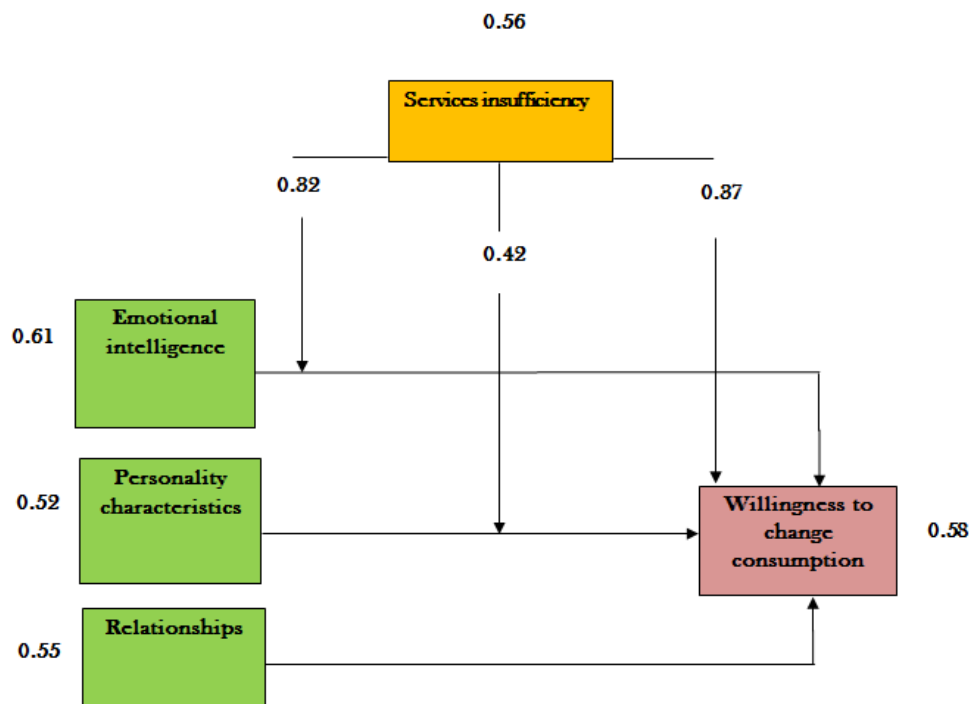 0.56
Services insufficiency
0.82
0.87
0.42
Emotional
intelligence
0.61
Personality
characteristics
0.52
Willingness to
change
consumption
0.58
Relationships
0.55